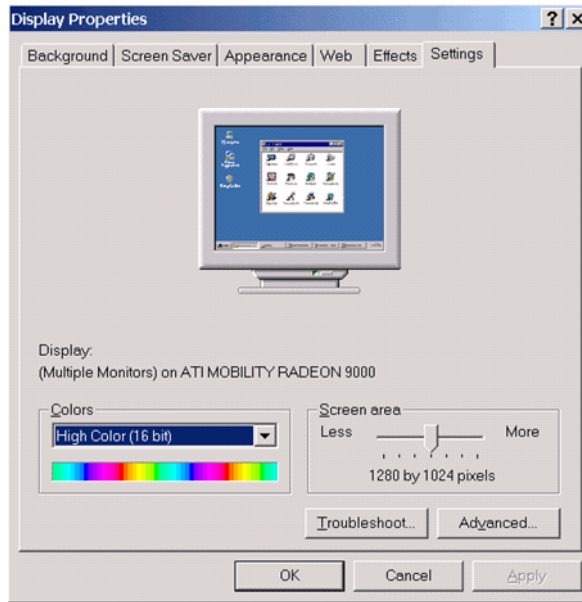 Display Properties
Background Screen Saver Appearance Web Effects Settings
Display:
(Multiple Monitors) on ATI MOBILITY RADEON 9000
Colors
High Color (16 bit)
Screen area
Less More
1280 by 1024 pixels
Troubleshoot... Advanced...
OK Cancel Apply